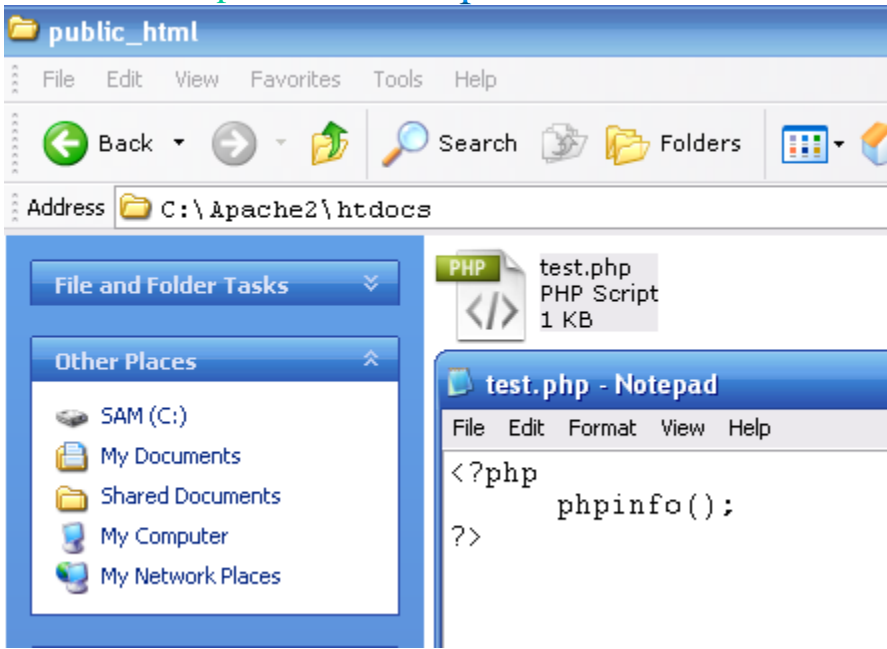 public_html
File Edit View Favorites Tools Help
Back Search Folders
Address C:\Apache2\htdocs
File and Folder Tasks
Other Places
SAM (C:)
My Documents
Shared Documents
My Computer
My Network Places
PHP
test.php
PHP Script
1 KB
test.php - Notepad
File Edit Format View Help
<?php
phpinfo();
?>